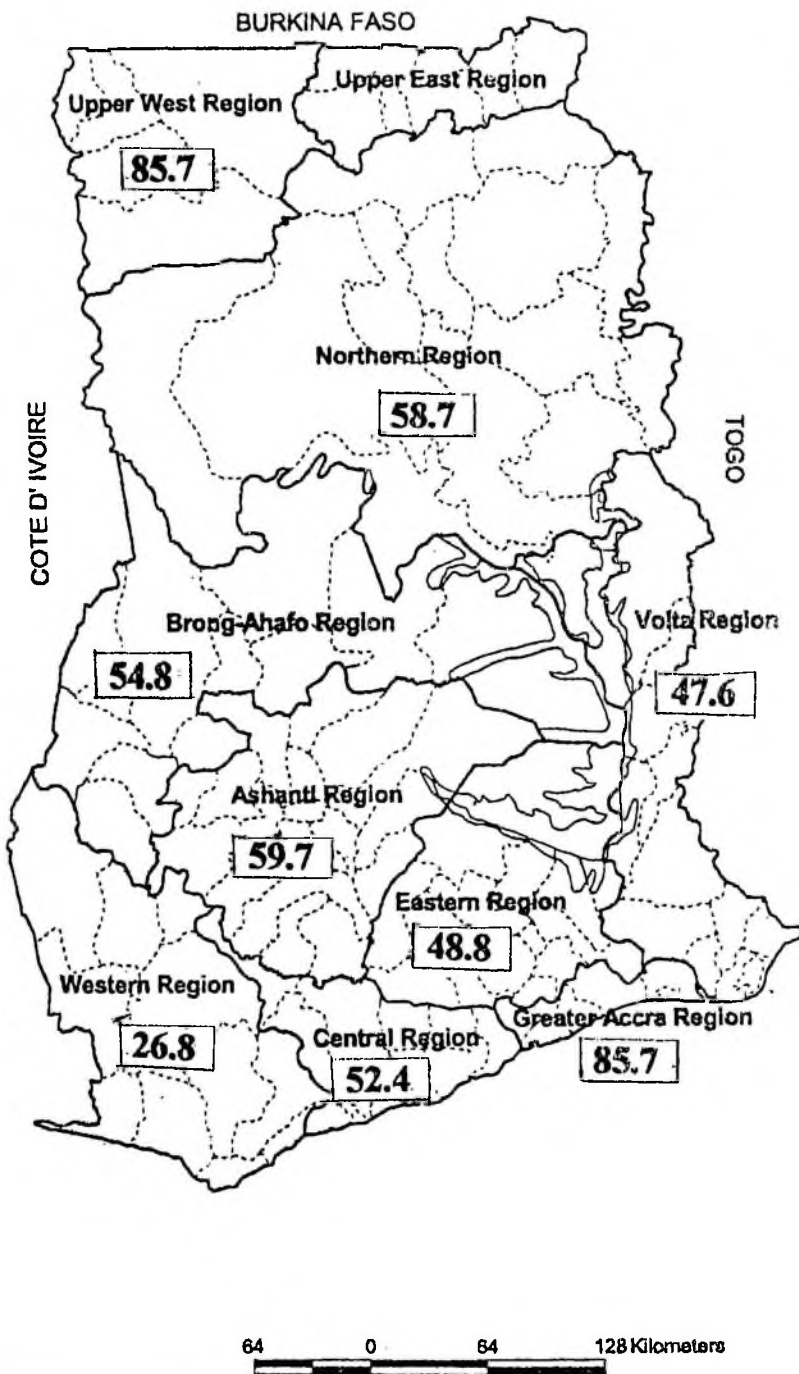 BURKINA FASO
Upper East Region
Upper West Region
85.7
Northern Region
58.7
COTE D' IVOIRE
TOGO
Brong-Ahafo Region
54.8
Volta Region
47.6
Ashanti Region
59.7
Eastern Region
48.8
Western Region
26.8
Central Region
52.4
Greater Accra Region
85.7
64 0 64 128 Kilometers